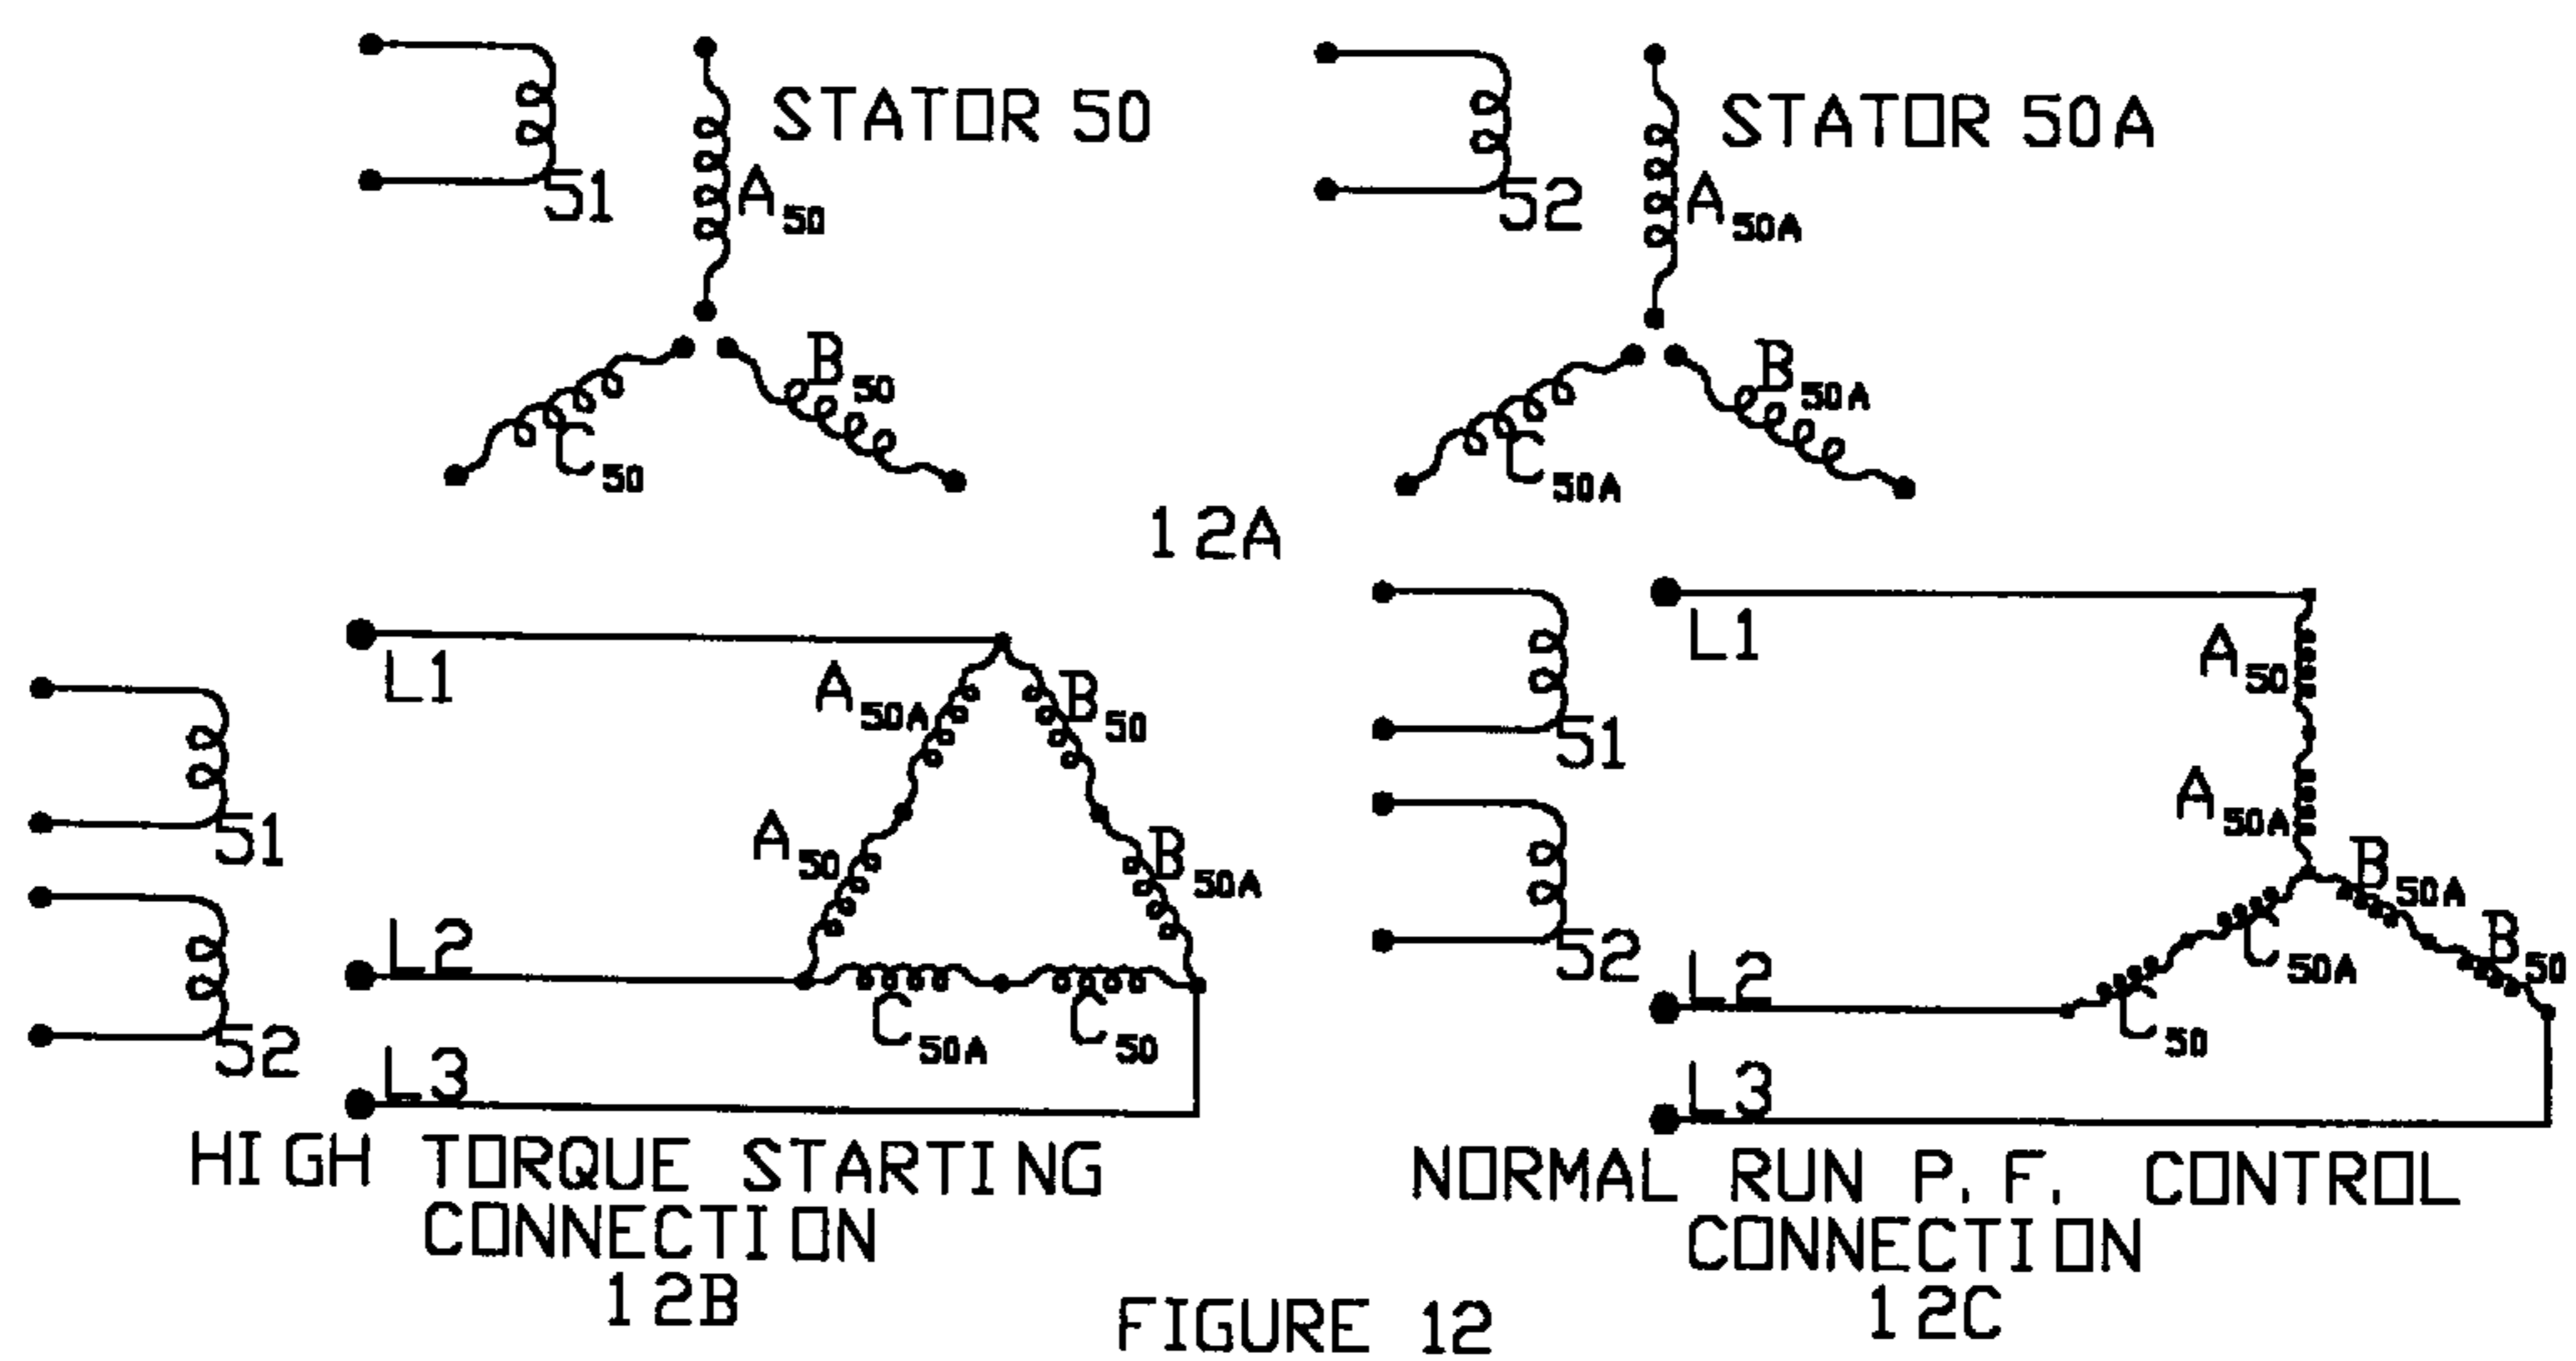 STATOR 50
51
A50
B50
C50
STATOR 50A
52
A50A
B50A
C50A
12A
L1
51
L2
52
L3
A50A
B50
A50
B50A
C50A
C50
HIGH TORQUE STARTING
CONNECTION
12B
L1
51
L2
52
L3
A50
A50A
B50A
B50
C50A
C50
NORMAL RUN P.F. CONTROL
CONNECTION
12C
FIGURE 12